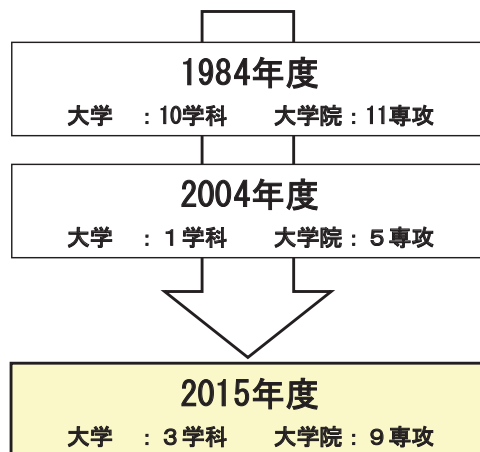 1984年度
大学　：10学科　　大学院：11専攻
2004年度
大学　：１学科　　大学院：５専攻
2015年度
大学　：３学科　　大学院：９専攻